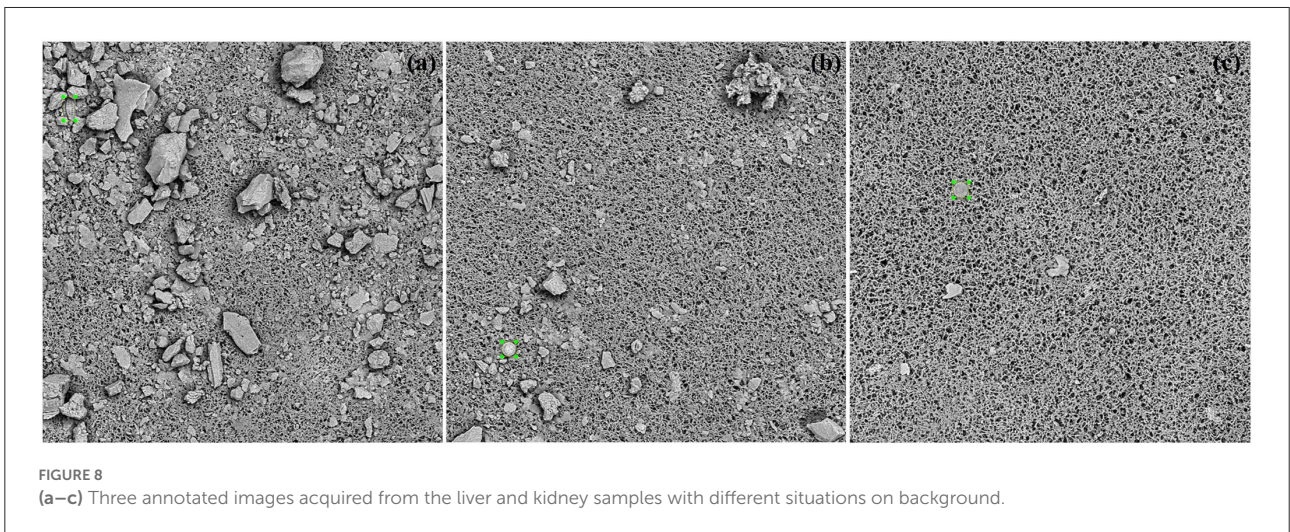 (a)
(b)
(c)
FIGURE 8
(a–c) Three annotated images acquired from the liver and kidney samples with different situations on background.